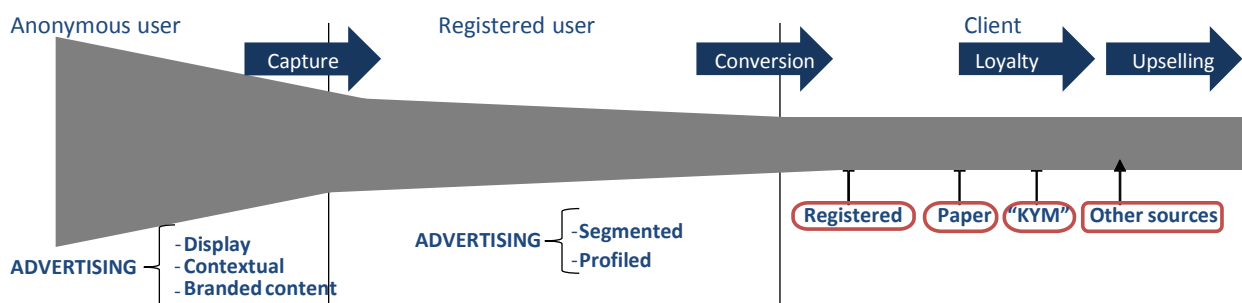 Anonymous user
Registered user
Client
Capture
Conversion
Loyalty
Upselling
Registered
Paper
“KYM”
Other sources
ADVERTISING
-Display
-Contextual
-Branded content
ADVERTISING
-Segmented
-Profiled